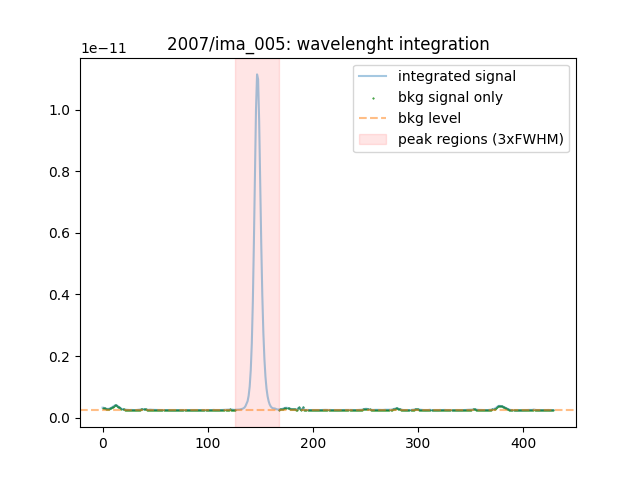 2007/ima_005: wavelenght integration
1e−11
integrated signal
bkg signal only
bkg level
peak regions (3xFWHM)
1.0
0.8
0.6
0.4
0.2
0.0
0 100 200 300 400